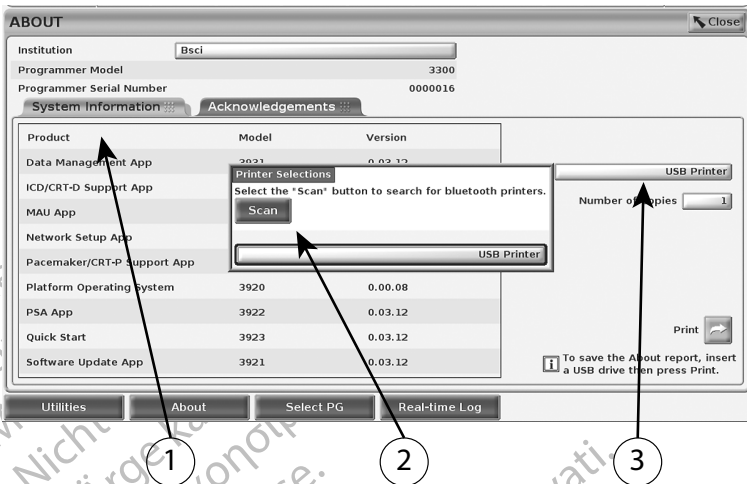 ABOUT
Close
Institution Bsci
Programmer Model 3300
Programmer Serial Number 0000016
System Information Acknowledgements
Product Model Version
Data Management App 3931 0.03.12
ICD/CRT-D Support App
MAU App
Network Setup App
Pacemaker/CRT-P Support App
Platform Operating System 3920 0.00.08
PSA App 3922 0.03.12
Quick Start 3923 0.03.12
Software Update App 3921 0.03.12
Printer Selections
Select the "Scan" button to search for bluetooth printers.
Scan
USB Printer
USB Printer
Number of Copies 1
Print
i To save the About report, insert
a USB drive then press Print.
Utilities About Select PG Real-time Log
1 2 3
Nicht